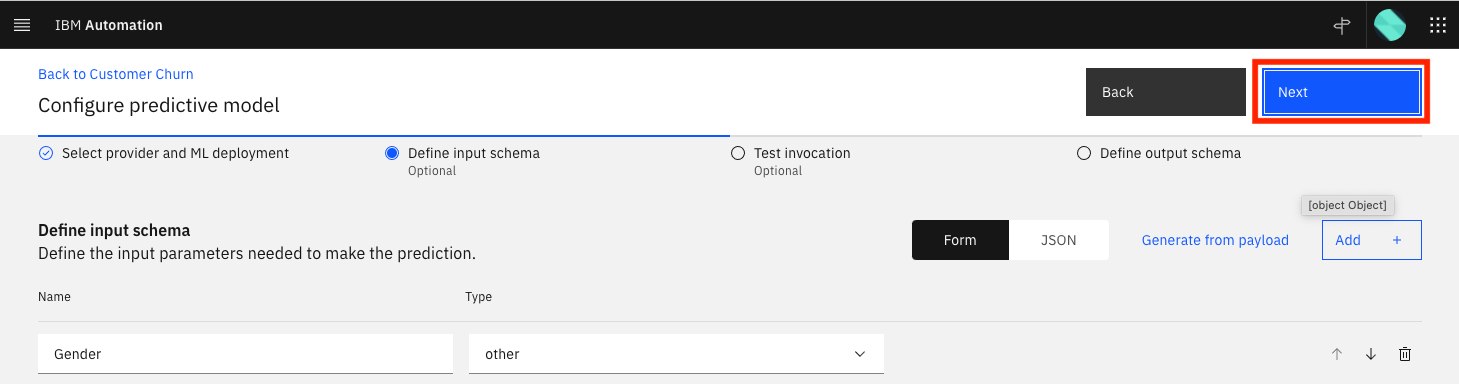 IBM Automation
Back to Customer Churn
Configure predictive model
Back
Next
Select provider and ML deployment
Define input schema
Optional
Test invocation
Optional
Define output schema
[object Object]
Define input schema
Define the input parameters needed to make the prediction.
Form
JSON
Generate from payload
Add +
Name Type
Gender other